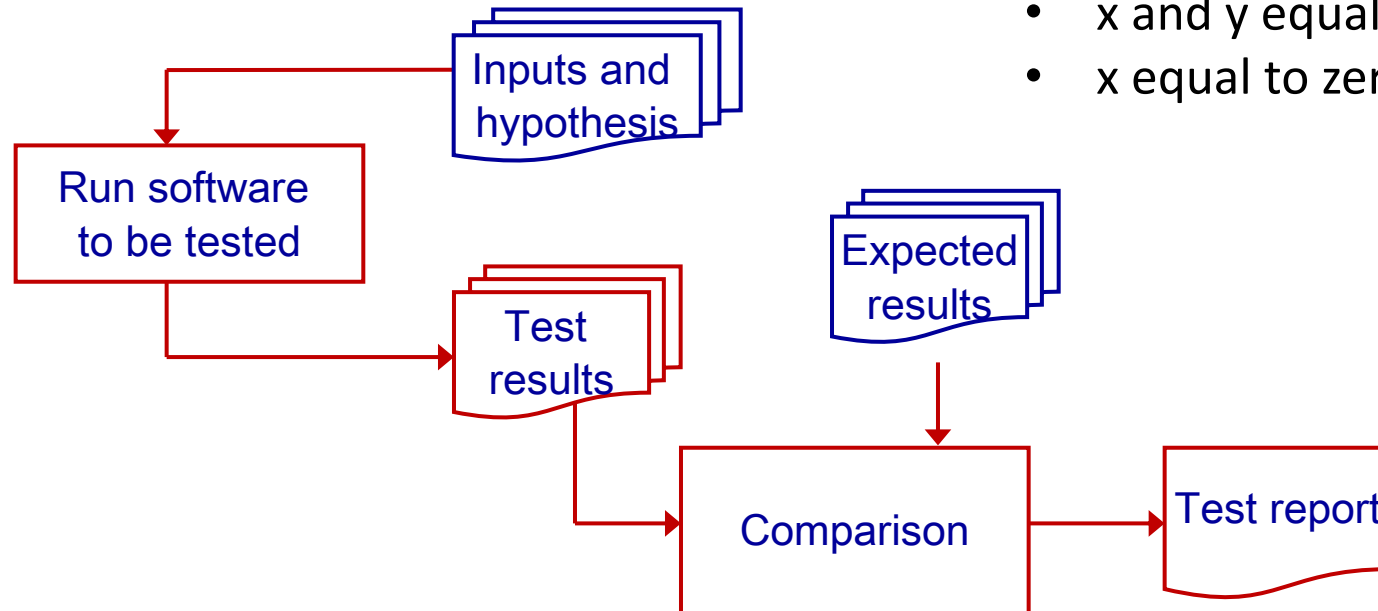 • x and y equal
• x equal to
Inputs and
hypothesis
Run software
to be tested
Expected
results
Test
results
Comparison
Test report